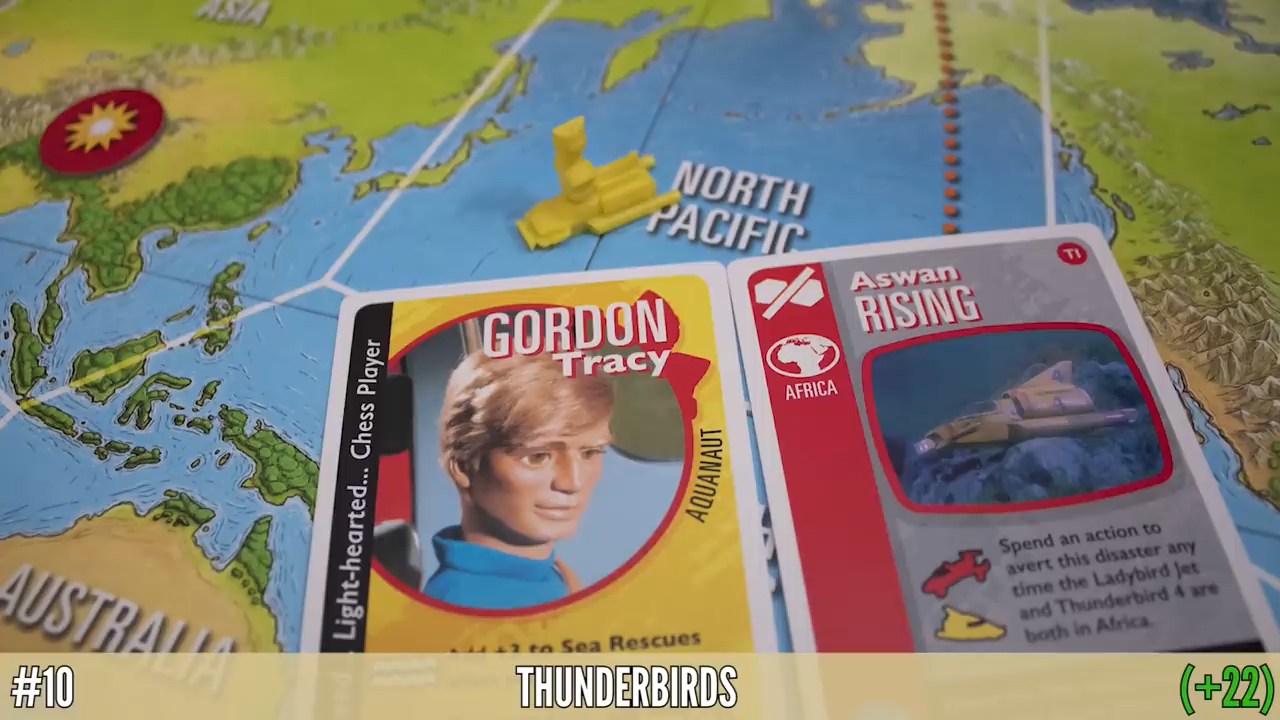 ASIA
NORTH
PACIFIC
AUSTRALIA
GORDON
Tracy
Light-hearted... Chess Player
AQUANAUT
+3 to Sea Rescues
T1
Aswan
RISING
AFRICA
Spend an action to
avert this disaster any
time the Ladybird Jet
and Thunderbird 4 are
both in Africa.
#10
THUNDERBIRDS
(+22)